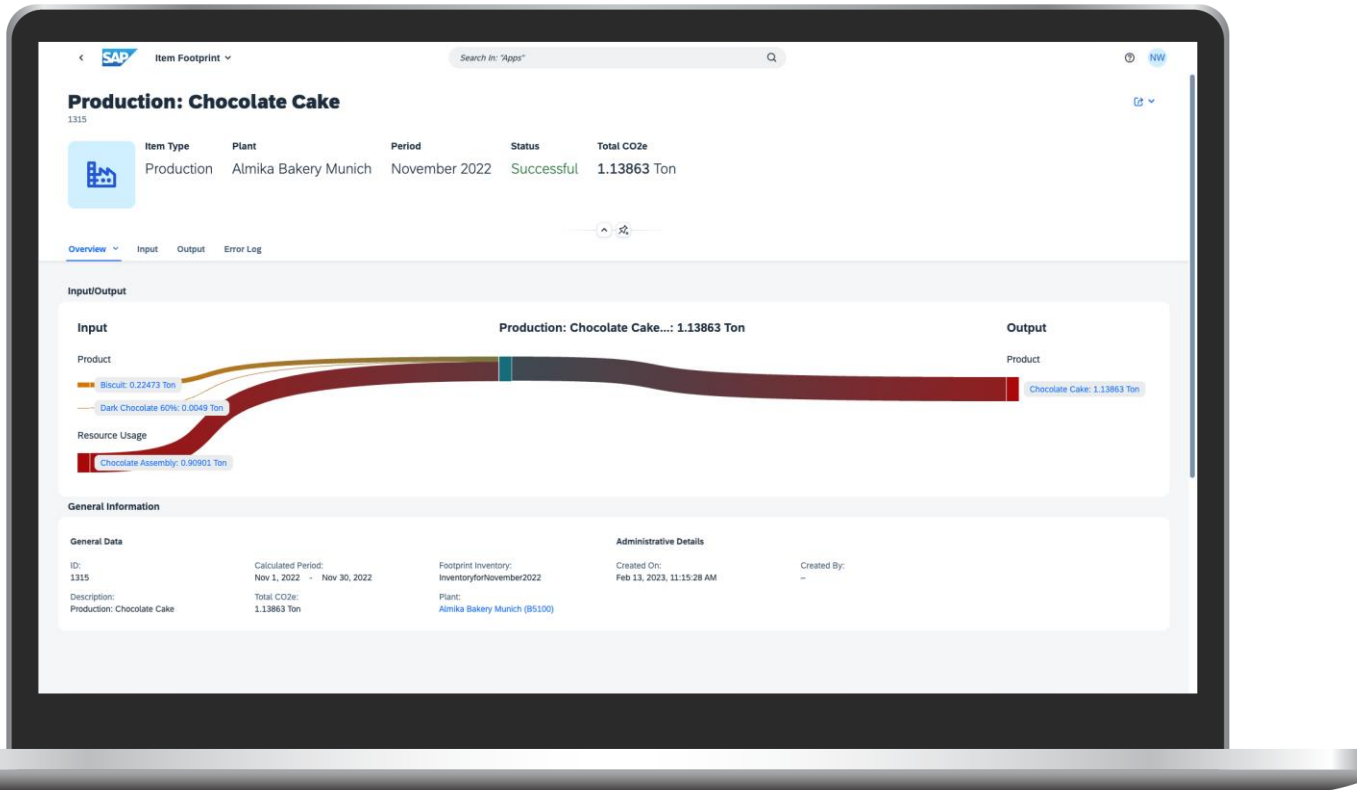 SAP Item Footprint Search In: "Apps" NW
Production: Chocolate Cake
1315
Item Type Plant Period Status Total CO2e
Production Almika Bakery Munich November 2022 Successful 1.13863 Ton
Overview Input Output Error Log
Input/Output
Input Production: Chocolate Cake...: 1.13863 Ton Output
Product Product
Biscuit: 0.22473 Ton Chocolate Cake: 1.13863 Ton
Dark Chocolate 60%: 0.0049 Ton
Resource Usage
Chocolate Assembly: 0.90901 Ton
General Information
General Data Administrative Details
ID: Calculated Period: Footprint Inventory: Created On: Created By:
1315 Nov 1, 2022 - Nov 30, 2022 InventoryforNovember2022 Feb 13, 2023, 11:15:28 AM –
Description: Total CO2e: Plant:
Production: Chocolate Cake 1.13863 Ton Almika Bakery Munich (B5100)